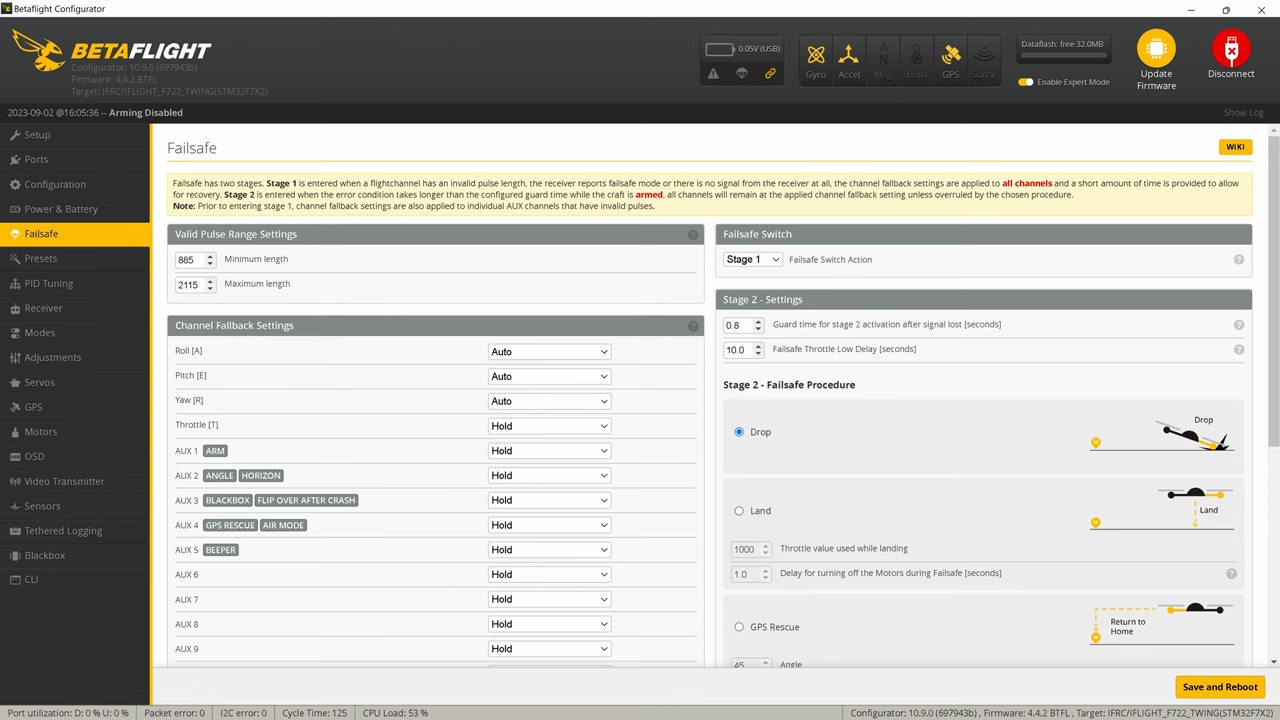 Betaflight Configurator
BETAFLIGHT
Configurator: 10.9.0 (697943b)
Firmware: 4.4.2 BTFL
Target: IFRC/IFLIGHT_F722_TWING(STM32F7X2)
0.05V (USB)
Gyro
Accel
Mag
Baro
GPS
Sonar
Dataflash: free 32.0MB
Enable Expert Mode
Update
Firmware
Disconnect
2023-09-02 @16:05:36 -- Arming Disabled
Show Log
Setup
Ports
Configuration
Power & Battery
Failsafe
Presets
PID Tuning
Receiver
Modes
Adjustments
Servos
GPS
Motors
OSD
Video Transmitter
Sensors
Tethered Logging
Blackbox
CLI
Failsafe
WIKI
Failsafe has two stages. Stage 1 is entered when a flightchannel has an invalid pulse length, the receiver reports failsafe mode or there is no signal from the receiver at all, the channel fallback settings are applied to all channels and a short amount of time is provided to allow
for recovery. Stage 2 is entered when the error condition takes longer than the configured guard time while the craft is armed, all channels will remain at the applied channel fallback setting unless overruled by the chosen procedure.
Note: Prior to entering stage 1, channel fallback settings are also applied to individual AUX channels that have invalid pulses.
Valid Pulse Range Settings
885 Minimum length
2115 Maximum length
Channel Fallback Settings
Roll [A] Auto
Pitch [E] Auto
Yaw [R] Auto
Throttle [T] Hold
AUX 1 ARM Hold
AUX 2 ANGLE HORIZON Hold
AUX 3 BLACKBOX FLIP OVER AFTER CRASH Hold
AUX 4 GPS RESCUE AIR MODE Hold
AUX 5 BEEPER Hold
AUX 6 Hold
AUX 7 Hold
AUX 8 Hold
AUX 9 Hold
Failsafe Switch
Stage 1 Failsafe Switch Action
Stage 2 - Settings
0.8 Guard time for stage 2 activation after signal lost [seconds]
10.0 Failsafe Throttle Low Delay [seconds]
Stage 2 - Failsafe Procedure
Drop
Drop
Land
Land
1000 Throttle value used while landing
1.0 Delay for turning off the Motors during Failsafe [seconds]
GPS Rescue
Return to
Home
45 Angle
Save and Reboot
Port utilization: D: 0 % U: 0 %
Packet error: 0
I2C error: 0
Cycle Time: 125
CPU Load: 53 %
Configurator: 10.9.0 (697943b) , Firmware: 4.4.2 BTFL , Target: IFRC/IFLIGHT_F722_TWING(STM32F7X2)